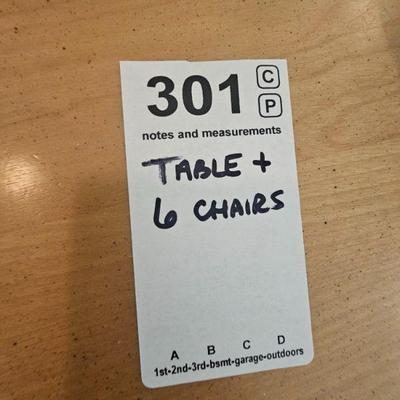 301 C
P
notes and measurements
TABLE +
6 CHAIRS
A B C D
1st-2nd-3rd-bsmt-garage-outdoors